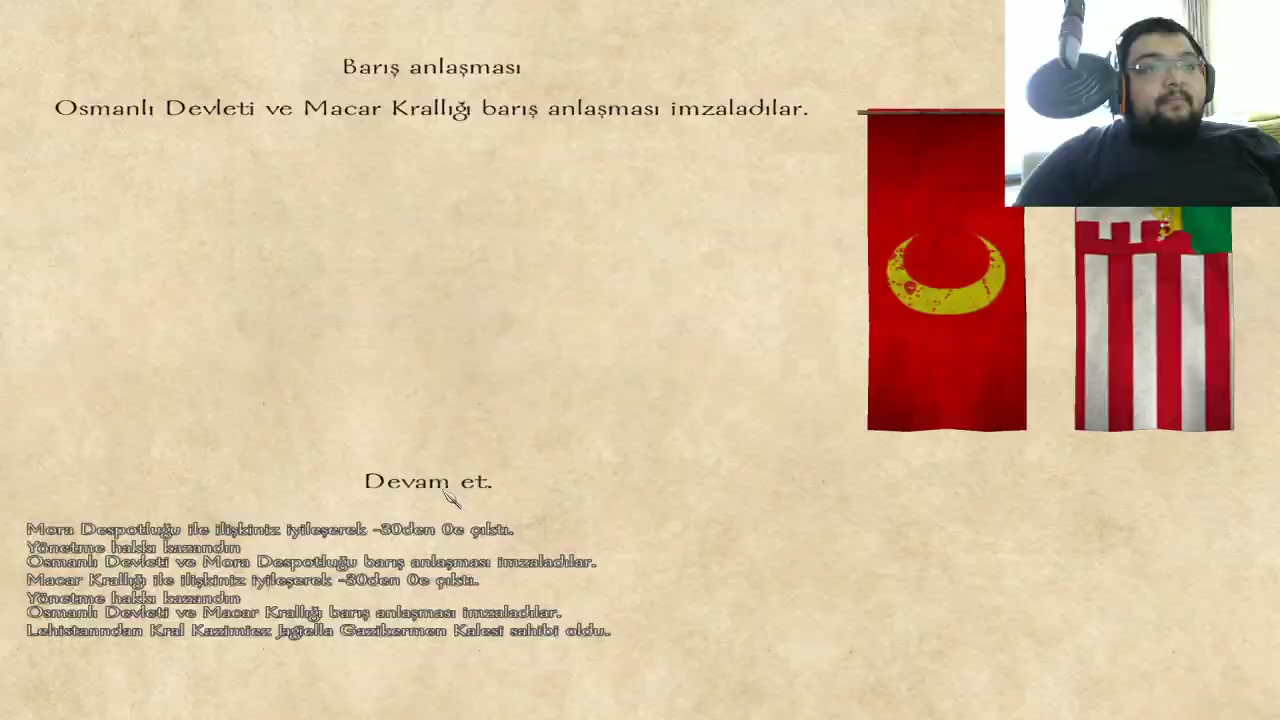 Barış anlaşması
Osmanlı Devleti ve Macar Krallığı barış anlaşması imzaladılar.
Devam et.
Mora Despotluğu ile ilişkiniz iyileşerek -30den 0e çıktı.
Yönetme hakkı kazandın
Osmanlı Devleti ve Mora Despotluğu barış anlaşması imzaladılar.
Macar Krallığı ile ilişkiniz iyileşerek -30den 0e çıktı.
Yönetme hakkı kazandın
Osmanlı Devleti ve Macar Krallığı barış anlaşması imzaladılar.
Lehistanndan Kral Kazimiez Jagiella Gazikermen Kalesi sahibi oldu.